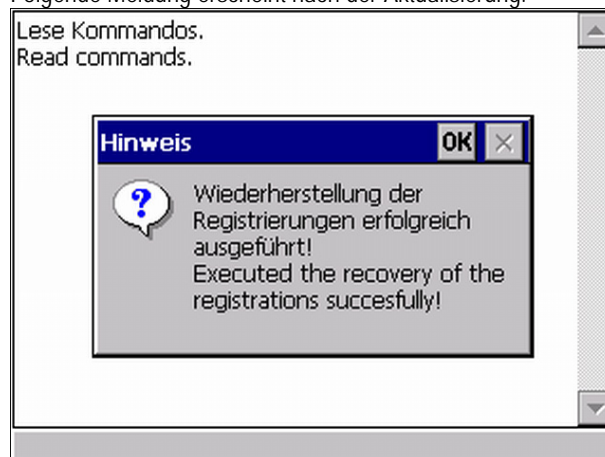 Folgende Meldung erscheint nach der Aktualisierung:
Lese Kommandos.
Read commands.
Hinweis OK
Wiederherstellung der
Registrierungen erfolgreich
ausgeführt!
Executed the recovery of the
registrations succesfully!